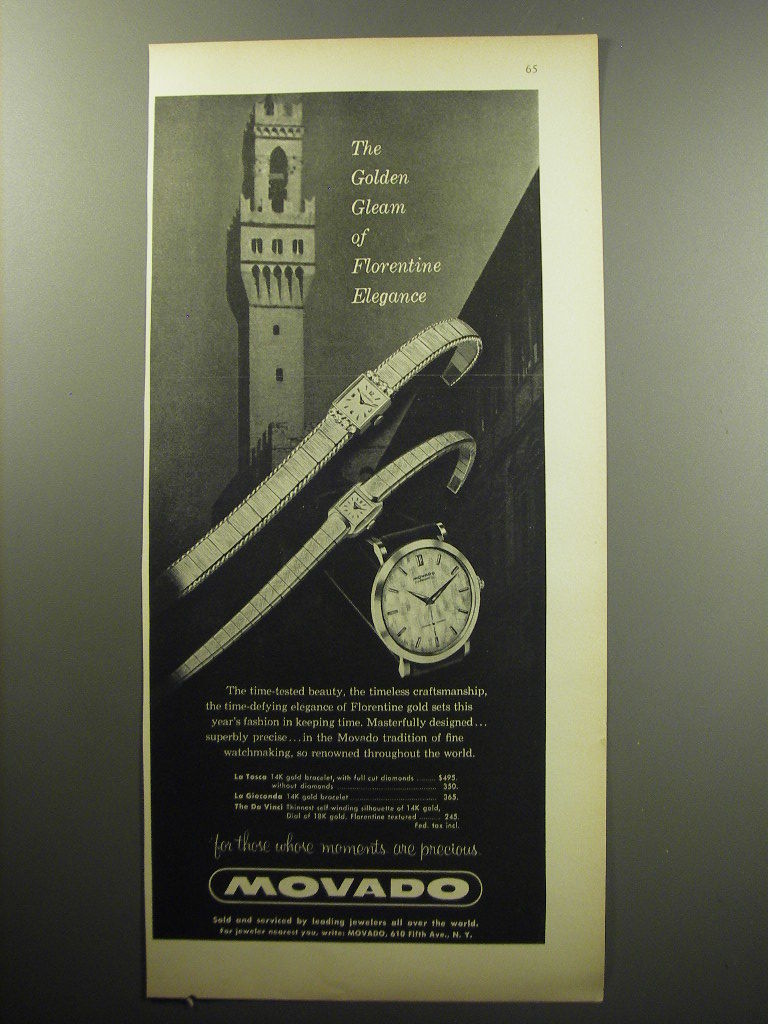 65
The
Golden
Gleam
of
Florentine
Elegance
MOVADO
The time-tested beauty, the timeless craftsmanship,
the time-defying elegance of Florentine gold sets this
year's fashion in keeping time. Masterfully designed...
superbly precise...in the Movado tradition of fine
watchmaking, so renowned throughout the world.
La Tosca 14K gold bracelet, with full cut diamonds ........ $495.
without diamonds ........ 350.
La Gioconda 14K gold bracelet ........ 365.
The Da Vinci Thinnest self winding silhouette of 14K gold,
Dial of 18K gold. Florentine textured ........ 245.
Fed. tax incl.
for those whose moments are precious
MOVADO
Sold and serviced by leading jewelers all over the world.
For jeweler nearest you, write: MOVADO, 610 Fifth Ave., N. Y.